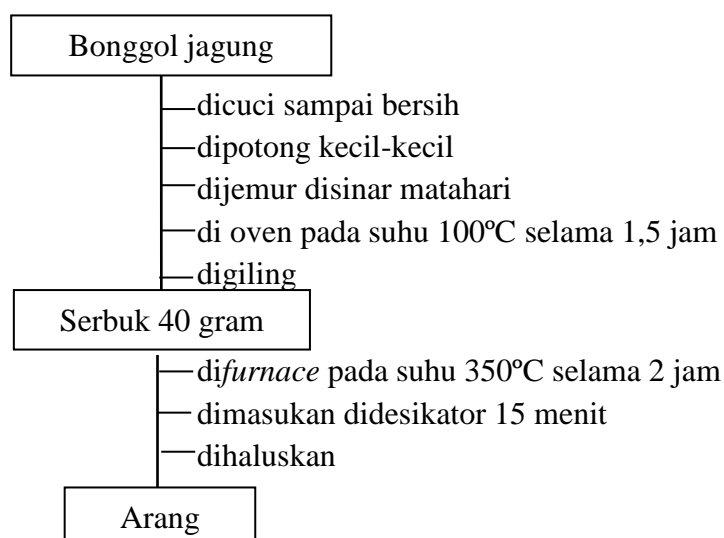 Bonggol jagung
dicuci sampai bersih
dipotong kecil-kecil
dijemur disinar matahari
di oven pada suhu 100ºC selama 1,5 jam
digiling
Serbuk 40 gram
difurnace pada suhu 350ºC selama 2 jam
dimasukan didesikator 15 menit
dihaluskan
Arang